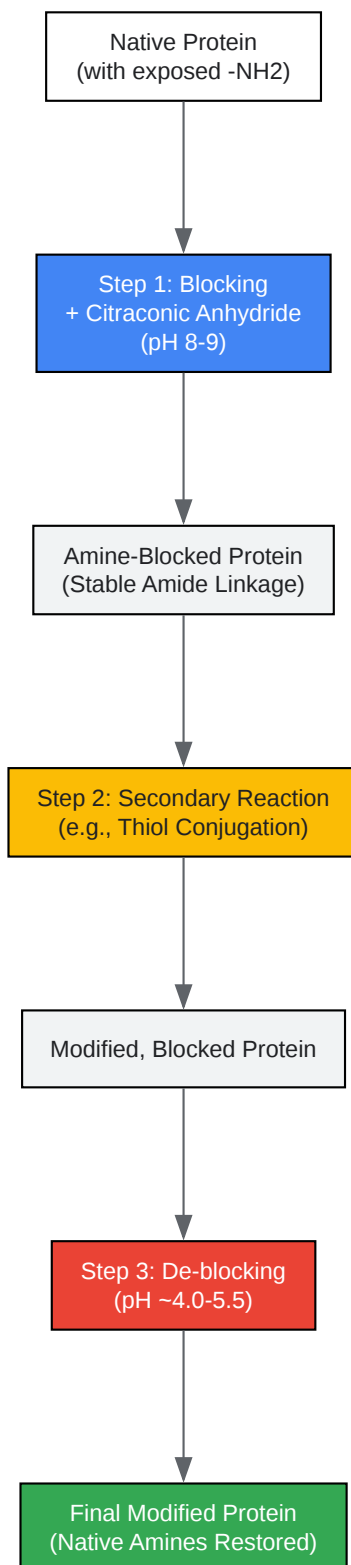 Native Protein
(with exposed -NH2)
Step 1: Blocking
+ Citraconic Anhydride
(pH 8-9)
Amine-Blocked Protein
(Stable Amide Linkage)
Step 2: Secondary Reaction
(e.g., Thiol Conjugation)
Modified, Blocked Protein
Step 3: De-blocking
(pH ~4.0-5.5)
Final Modified Protein
(Native Amines Restored)